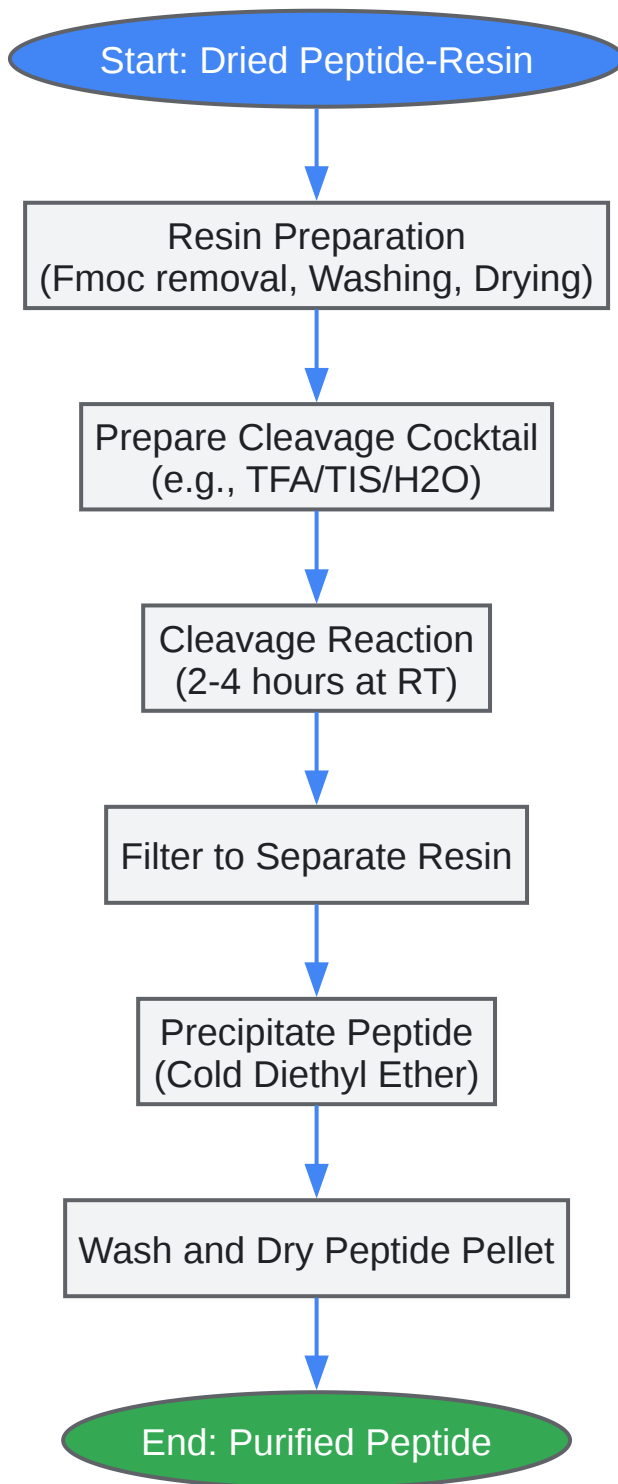 Start: Dried Peptide-Resin
Resin Preparation
(Fmoc removal, Washing, Drying)
Prepare Cleavage Cocktail
(e.g., TFA/TIS/H2O)
Cleavage Reaction
(2-4 hours at RT)
Filter to Separate Resin
Precipitate Peptide
(Cold Diethyl Ether)
Wash and Dry Peptide Pellet
End: Purified Peptide